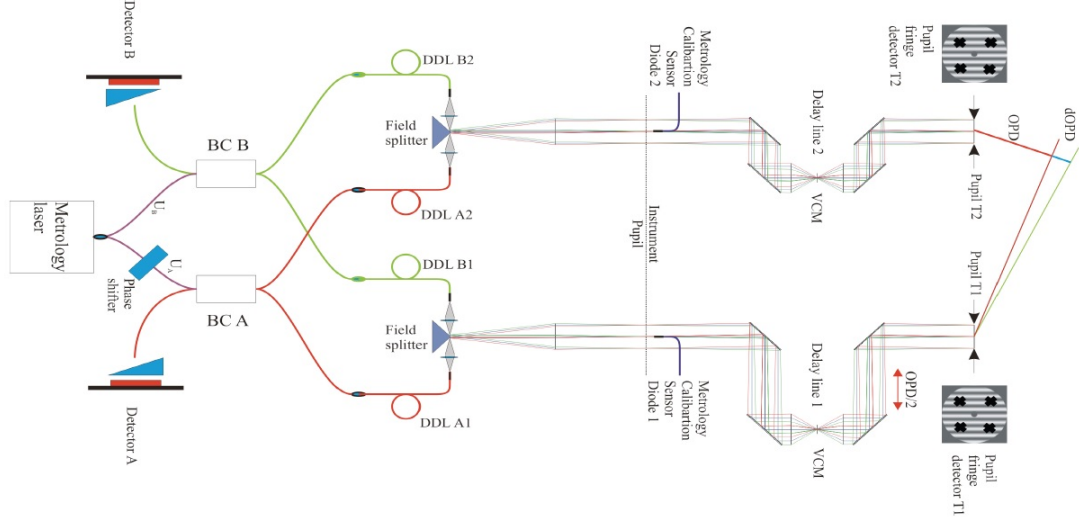 Detector B
DDL B2
BC B
Field
splitter
Metrology
laser
U_B
U_A
Phase
shifter
DDL A2
BC A
DDL B1
Field
splitter
Detector A
DDL A1
Metrology
Calibartion
Sensor
Diode 2
Instrument
Pupil
Metrology
Calibartion
Sensor
Diode 1
Delay line 2
VCM
Delay line 1
OPD/2
VCM
Pupil
fringe
detector T2
OPD
dOPD
Pupil T2
Pupil T1
Pupil
fringe
detector T1